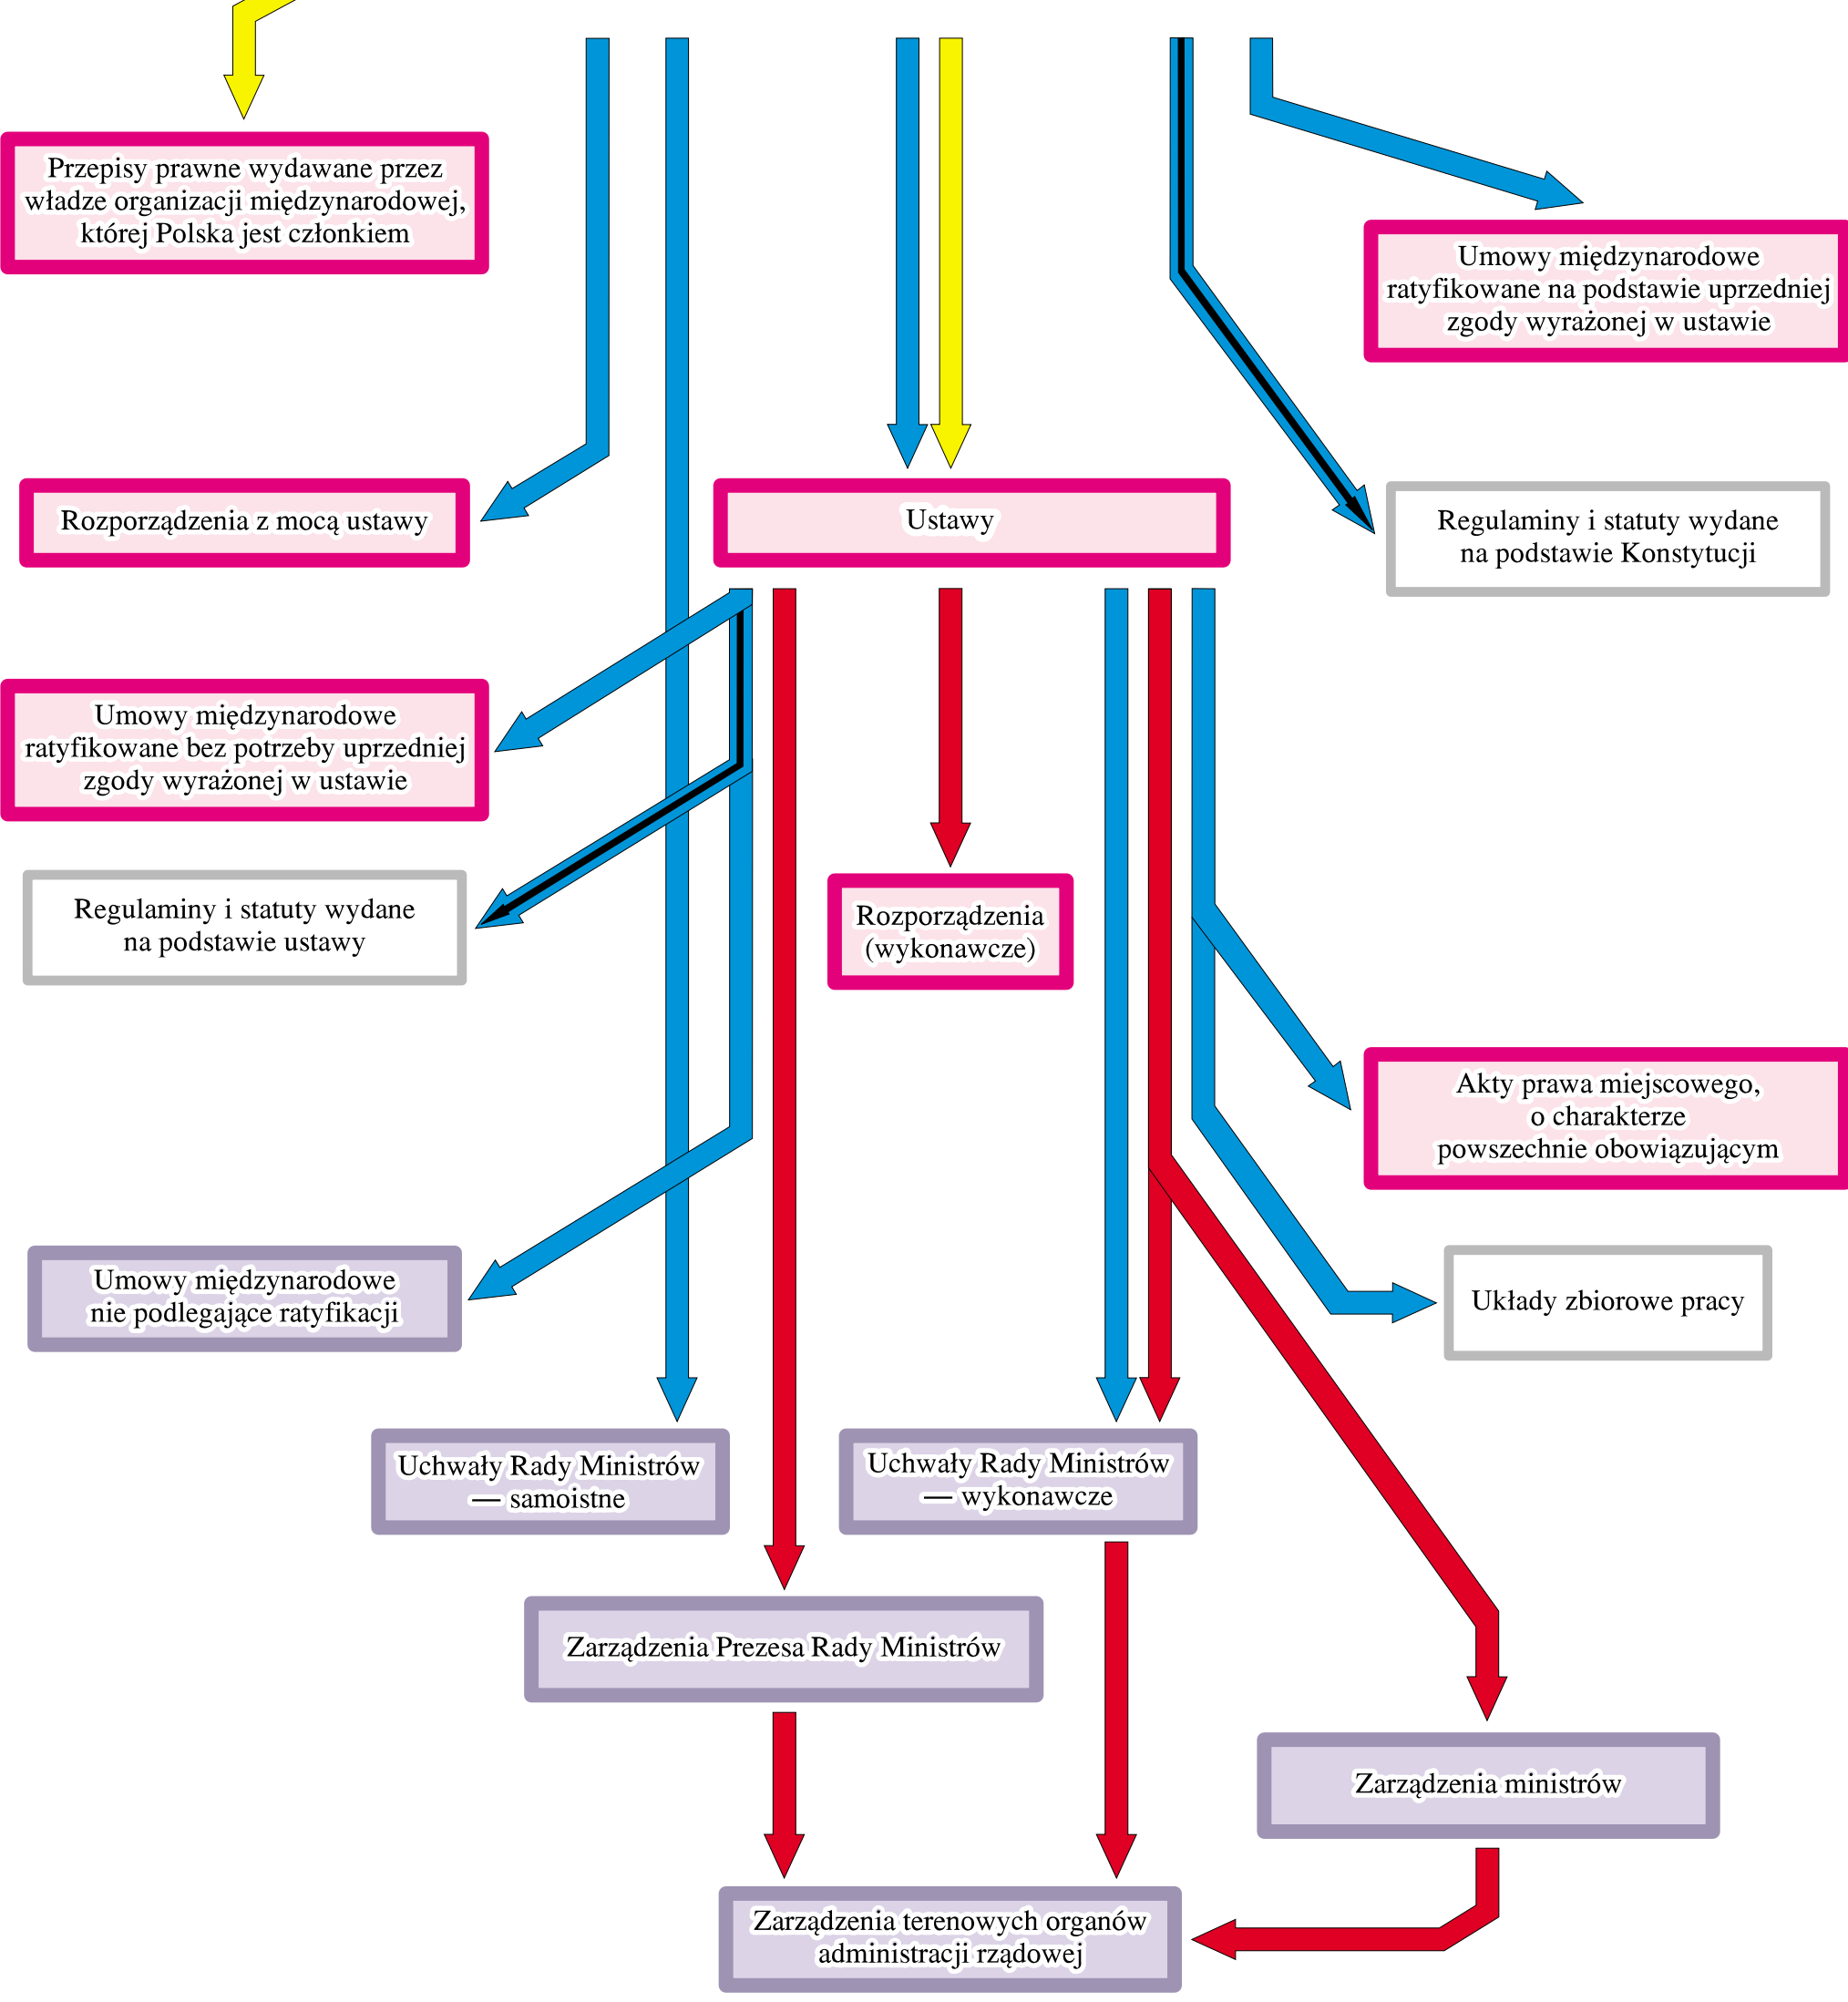 Przepisy prawne wydawane przez
władze organizacji międzynarodowej,
której Polska jest członkiem
Umowy międzynarodowe
ratyfikowane na podstawie uprzedniej
zgody wyrażonej w ustawie
Rozporządzenia z mocą ustawy
Ustawy
Regulaminy i statuty wydane
na podstawie Konstytucji
Umowy międzynarodowe
ratyfikowane bez potrzeby uprzedniej
zgody wyrażonej w ustawie
Regulaminy i statuty wydane
na podstawie ustawy
Rozporządzenia
(wykonawcze)
Akty prawa miejscowego,
o charakterze
powszechnie obowiązującym
Umowy międzynarodowe
nie podlegające ratyfikacji
Układy zbiorowe pracy
Uchwały Rady Ministrów
— samoistne
Uchwały Rady Ministrów
— wykonawcze
Zarządzenia Prezesa Rady Ministrów
Zarządzenia ministrów
Zarządzenia terenowych organów
administracji rządowej